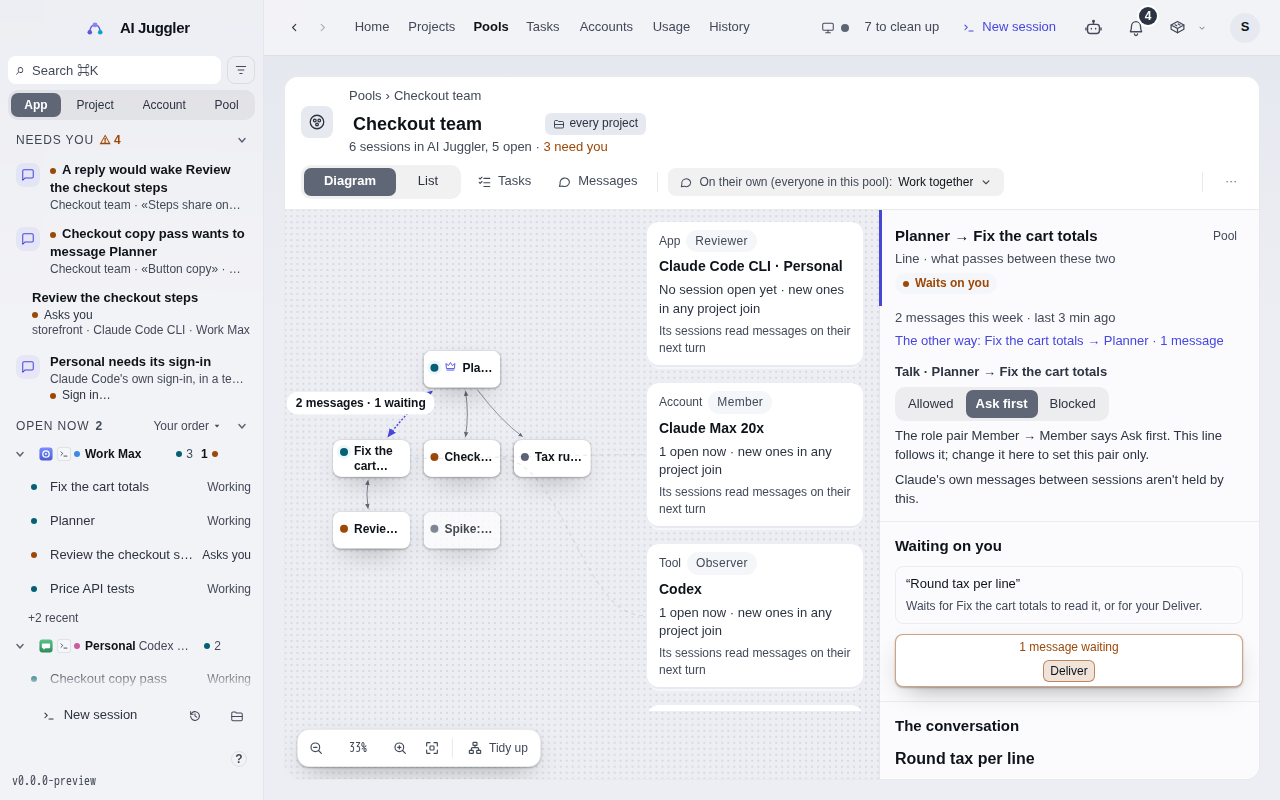 AI Juggler
Search ⌘K
App
Project
Account
Pool
NEEDS YOU 4
A reply would wake Review the checkout steps
Checkout team · «Steps share on…
Checkout copy pass wants to message Planner
Checkout team · «Button copy» · …
Review the checkout steps
Asks you
storefront · Claude Code CLI · Work Max
Personal needs its sign-in
Claude Code's own sign-in, in a te…
Sign in…
OPEN NOW 2
Your order
Work Max
3
1
Fix the cart totals
Working
Planner
Working
Review the checkout s…
Asks you
Price API tests
Working
+2 recent
Personal Codex …
2
Checkout copy pass
Working
New session
?
v0.0.0-preview
Home
Projects
Pools
Tasks
Accounts
Usage
History
7 to clean up
New session
4
S
Pools › Checkout team
Checkout team
every project
6 sessions in AI Juggler, 5 open · 3 need you
Diagram
List
Tasks
Messages
On their own (everyone in this pool): Work together
Pla…
2 messages · 1 waiting
Fix the cart…
Check…
Tax ru…
Revie…
Spike:…
App Reviewer
Claude Code CLI · Personal
No session open yet · new ones in any project join
Its sessions read messages on their next turn
Account Member
Claude Max 20x
1 open now · new ones in any project join
Its sessions read messages on their next turn
Tool Observer
Codex
1 open now · new ones in any project join
Its sessions read messages on their next turn
33%
Tidy up
Planner → Fix the cart totals
Pool
Line · what passes between these two
Waits on you
2 messages this week · last 3 min ago
The other way: Fix the cart totals → Planner · 1 message
Talk · Planner → Fix the cart totals
Allowed
Ask first
Blocked
The role pair Member → Member says Ask first. This line follows it; change it here to set this pair only.
Claude's own messages between sessions aren't held by this.
Waiting on you
“Round tax per line”
Waits for Fix the cart totals to read it, or for your Deliver.
1 message waiting
Deliver
The conversation
Round tax per line